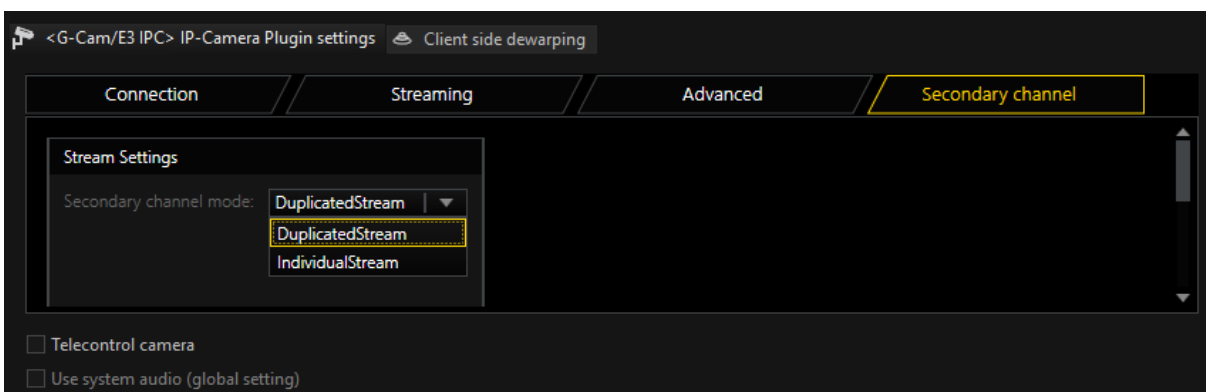 <G-Cam/E3 IPC> IP-Camera Plugin settings Client side dewarping
Connection Streaming Advanced Secondary channel
Stream Settings
Secondary channel mode: DuplicatedStream
DuplicatedStream
IndividualStream
Telecontrol camera
Use system audio (global setting)